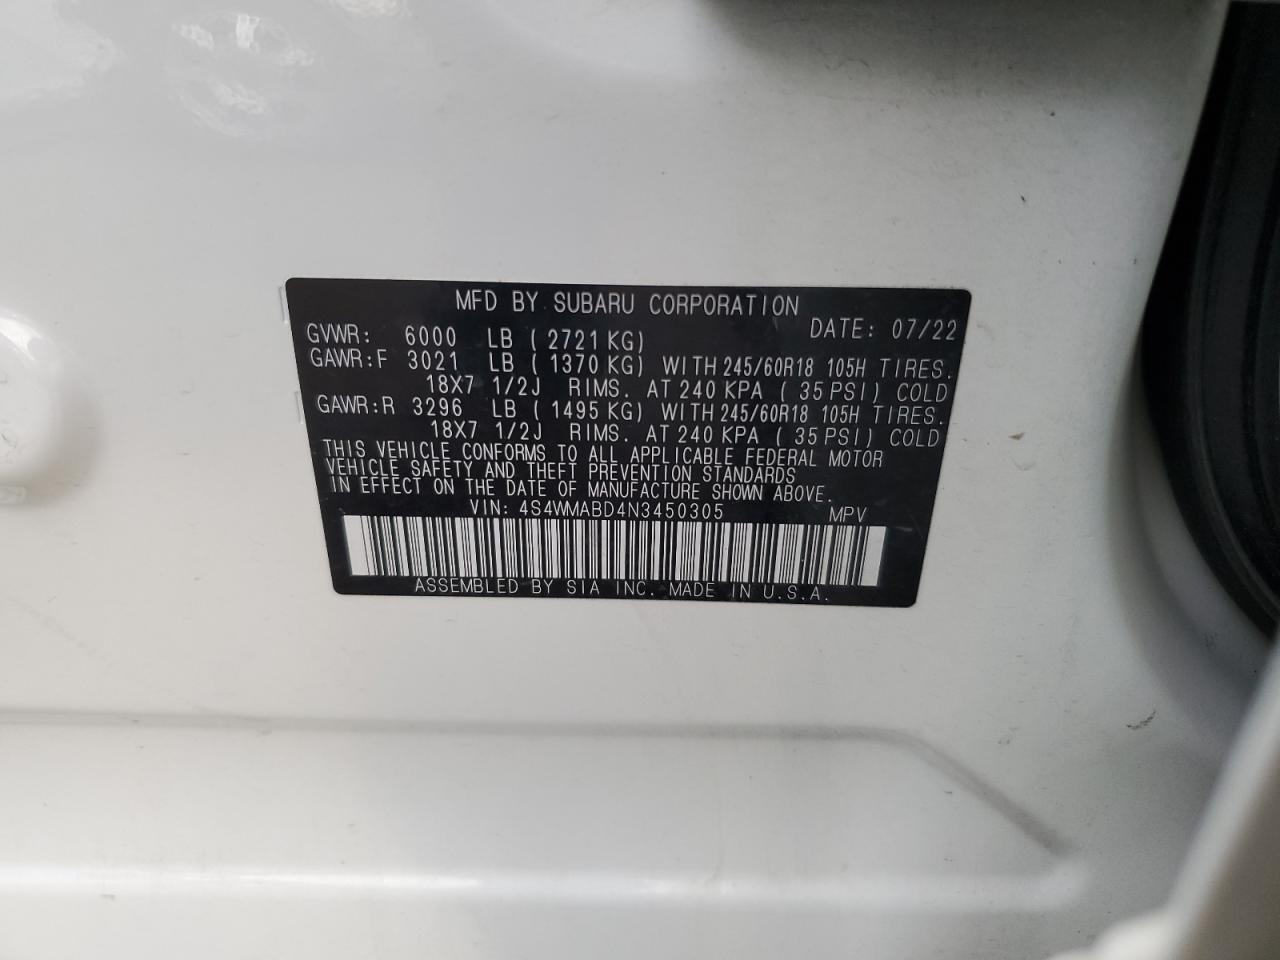 MFD BY SUBARU CORPORATION
DATE: 07/22
GVWR: 6000 LB ( 2721 KG)
GAWR:F 3021 LB ( 1370 KG) WITH 245/60R18 105H TIRES.
18X7 1/2J RIMS. AT 240 KPA ( 35 PSI) COLD
GAWR:R 3296 LB ( 1495 KG) WITH 245/60R18 105H TIRES.
18X7 1/2J RIMS. AT 240 KPA ( 35 PSI) COLD
THIS VEHICLE CONFORMS TO ALL APPLICABLE FEDERAL MOTOR
VEHICLE SAFETY AND THEFT PREVENTION STANDARDS
IN EFFECT ON THE DATE OF MANUFACTURE SHOWN ABOVE.
VIN: 4S4WMABD4N3450305 MPV
ASSEMBLED BY SIA INC. MADE IN U.S.A.